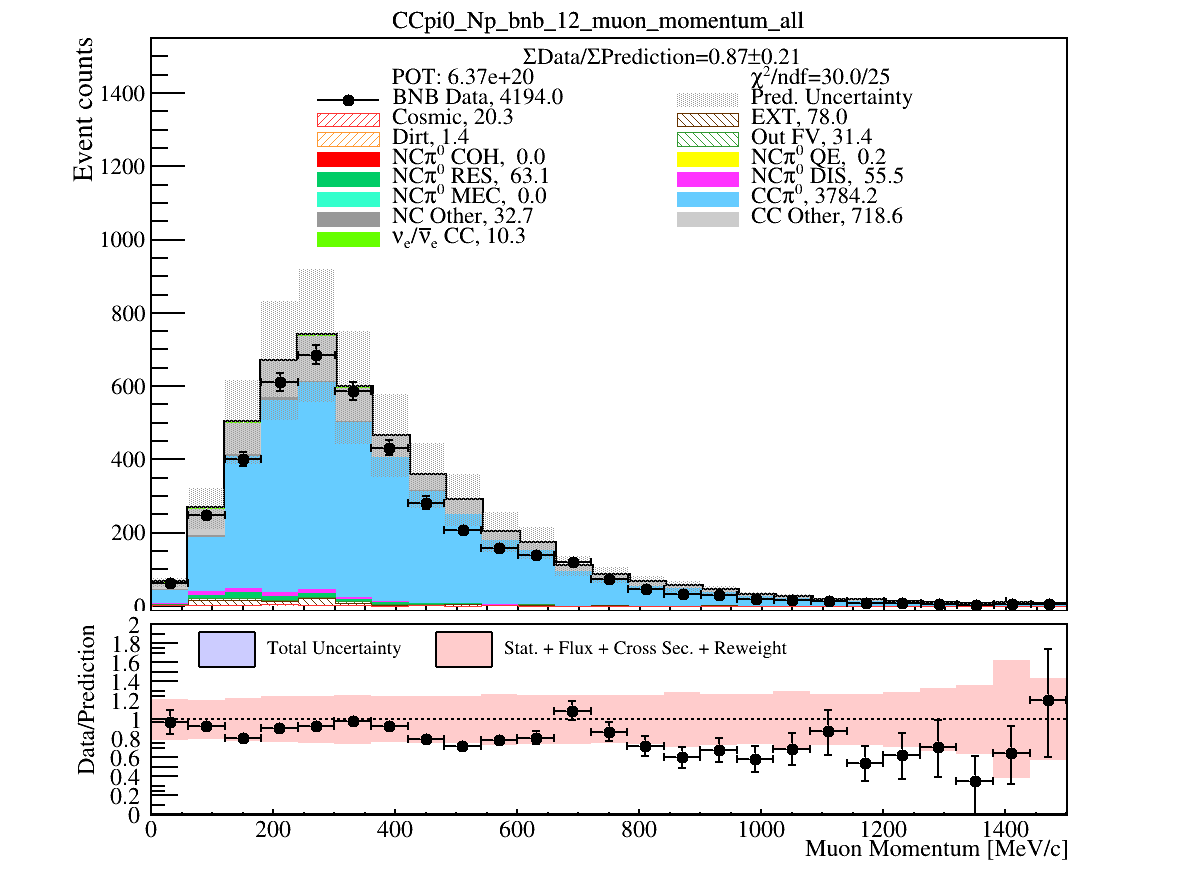 CCpi0_Np_bnb_12_muon_momentum_all
ΣData/ΣPrediction=0.87±0.21
POT: 6.37e+20
χ²/ndf=30.0/25
BNB Data, 4194.0
Pred. Uncertainty
Cosmic, 20.3
EXT, 78.0
Dirt, 1.4
Out FV, 31.4
NCπ⁰ COH, 0.0
NCπ⁰ QE, 0.2
NCπ⁰ RES, 63.1
NCπ⁰ DIS, 55.5
NCπ⁰ MEC, 0.0
CCπ⁰, 3784.2
NC Other, 32.7
CC Other, 718.6
νₑ/ν̅ₑ CC, 10.3
Event counts
1400
1200
1000
800
600
400
200
0
Total Uncertainty
Stat. + Flux + Cross Sec. + Reweight
Data/Prediction
2
1.8
1.6
1.4
1.2
1
0.8
0.6
0.4
0.2
0
0 200 400 600 800 1000 1200 1400
Muon Momentum [MeV/c]